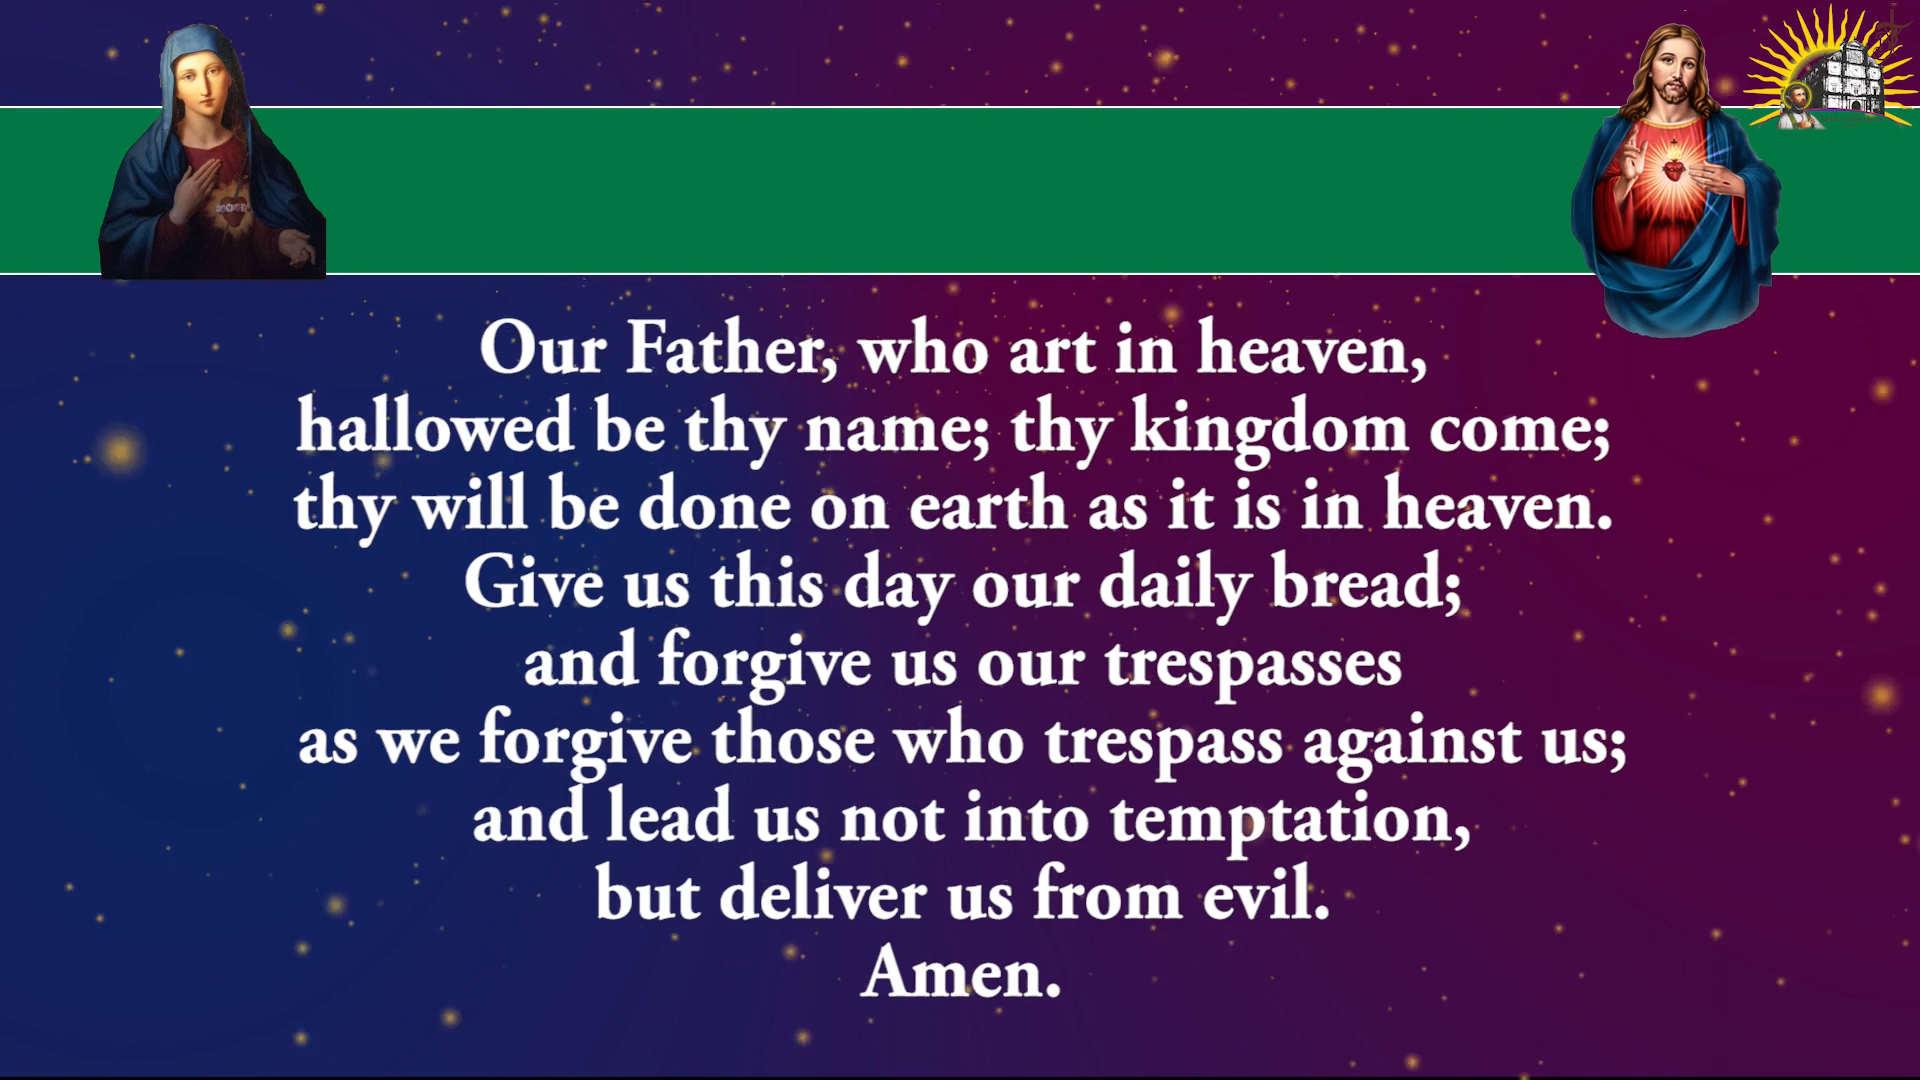 Our Father, who art in heaven,
hallowed be thy name; thy kingdom come;
thy will be done on earth as it is in heaven.
Give us this day our daily bread;
and forgive us our trespasses
as we forgive those who trespass against us;
and lead us not into temptation,
but deliver us from evil.
Amen.